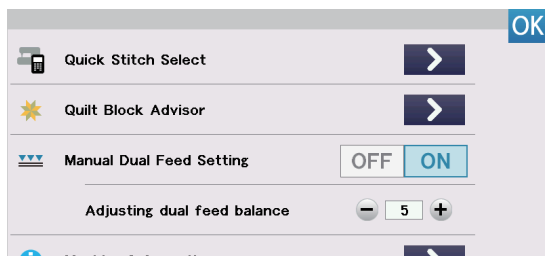 OK
Quick Stitch Select
Quilt Block Advisor
Manual Dual Feed Setting OFF ON
Adjusting dual feed balance 5